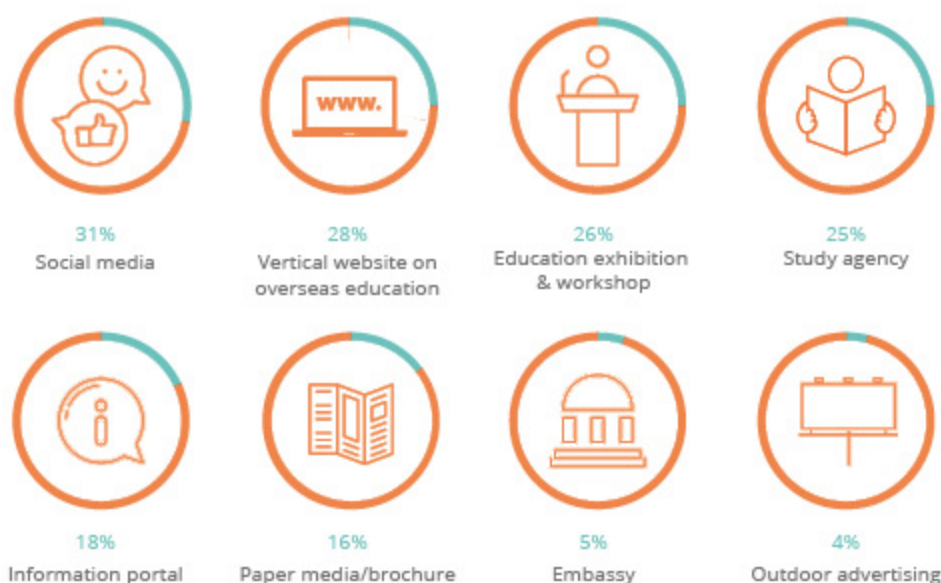 www.
31%
Social media
28%
Vertical website on
overseas education
26%
Education exhibition
& workshop
25%
Study agency
i
18%
Information portal
16%
Paper media/brochure
5%
Embassy
4%
Outdoor advertising